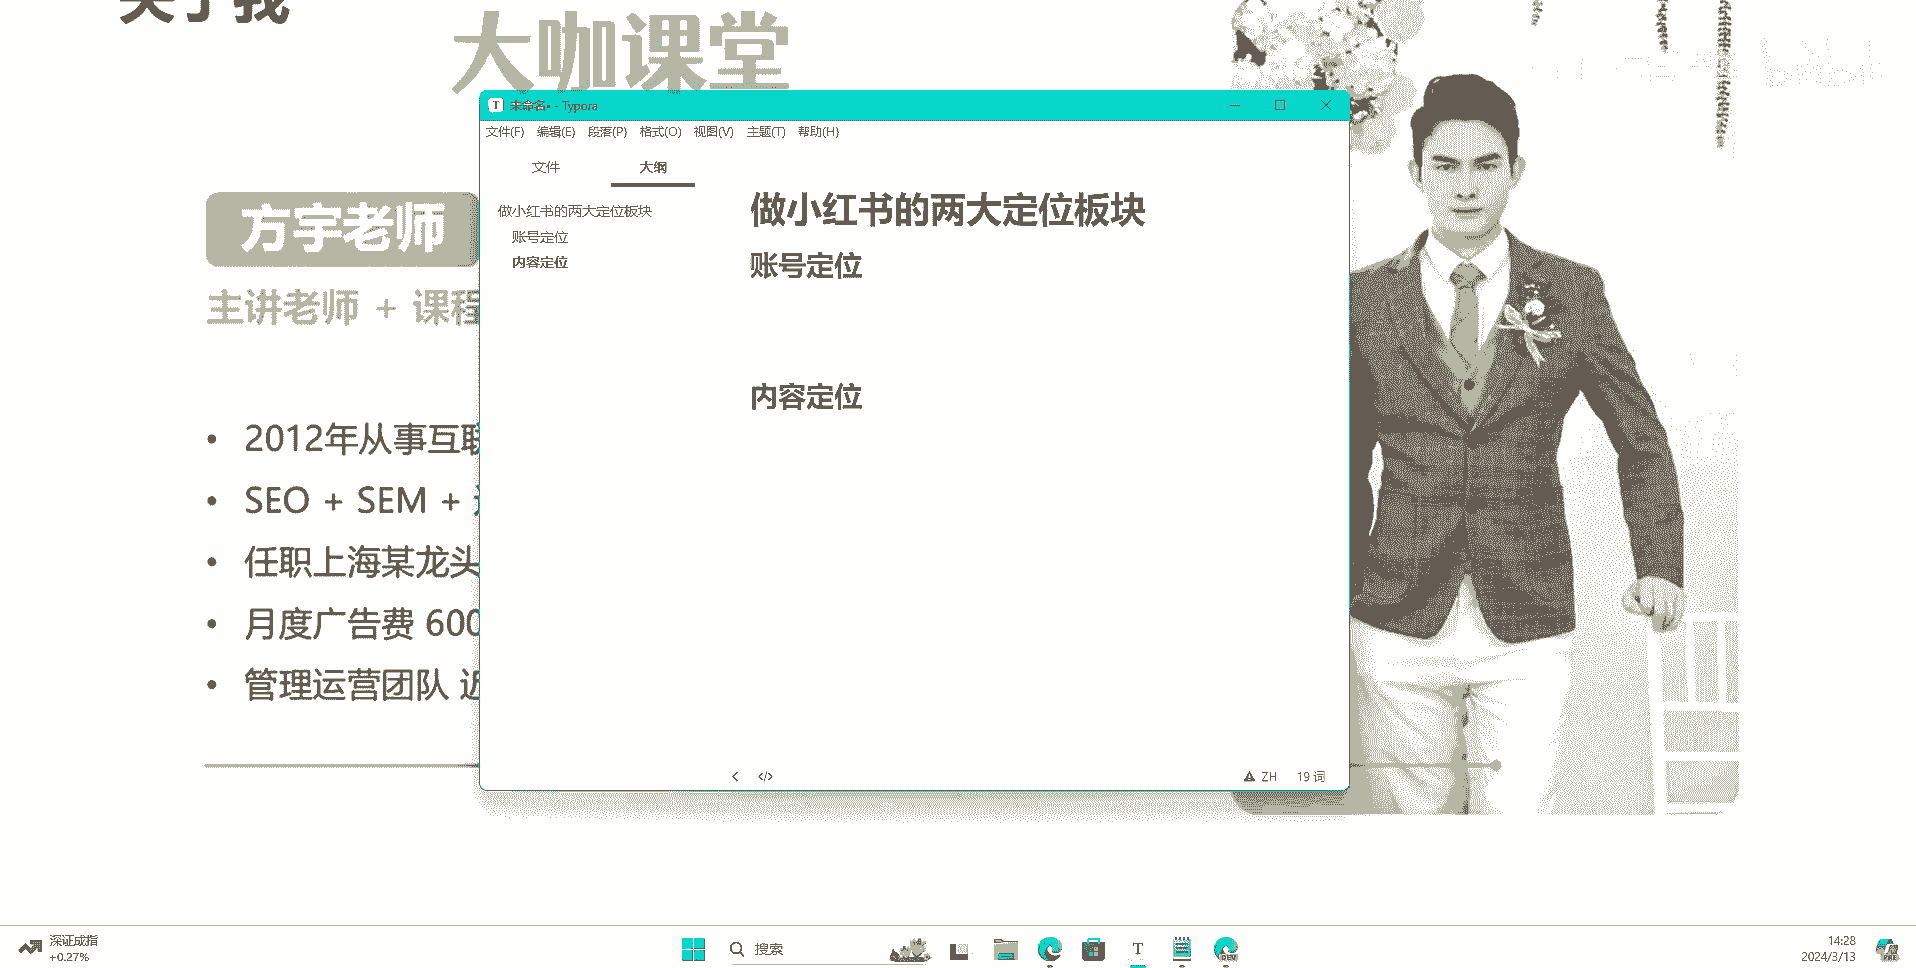 关于我
大咖课堂
方宇老师
主讲老师 + 课程
• 2012年从事互联
• SEO + SEM +
• 任职上海某龙头
• 月度广告费 600
• 管理运营团队 近
未命名• - Typora
文件(F) 编辑(E) 段落(P) 格式(O) 视图(V) 主题(T) 帮助(H)
文件 大纲
做小红书的两大定位板块
账号定位
内容定位
做小红书的两大定位板块
账号定位
内容定位
ZH 19 词
深证成指
+0.27%
搜索
T
DEV
14:28
2024/3/13
PRE